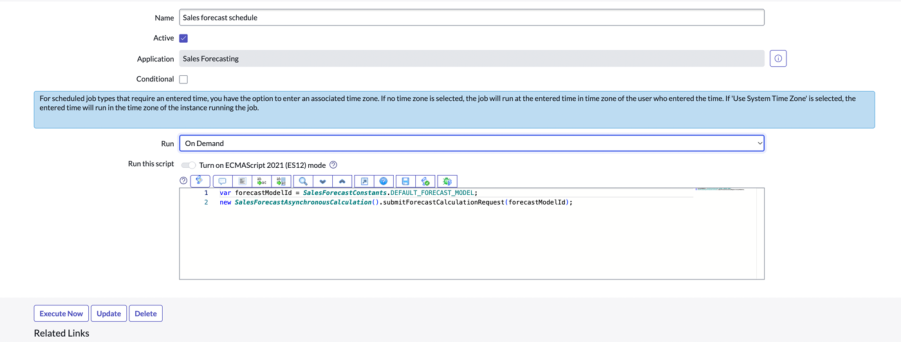 Name Sales forecast schedule
Active
Application Sales Forecasting
Conditional
For scheduled job types that require an entered time, you have the option to enter an associated time zone. If no time zone is selected, the job will run at the entered time in time zone of the user who entered the time. If 'Use System Time Zone' is selected, the
entered time will run in the time zone of the instance running the job.
Run On Demand
Run this script Turn on ECMAScript 2021 (ES12) mode
1 var forecastModelId = SalesForecastConstants.DEFAULT_FORECAST_MODEL;
2 new SalesForecastAsynchronousCalculation().submitForecastCalculationRequest(forecastModelId);
Execute Now Update Delete
Related Links